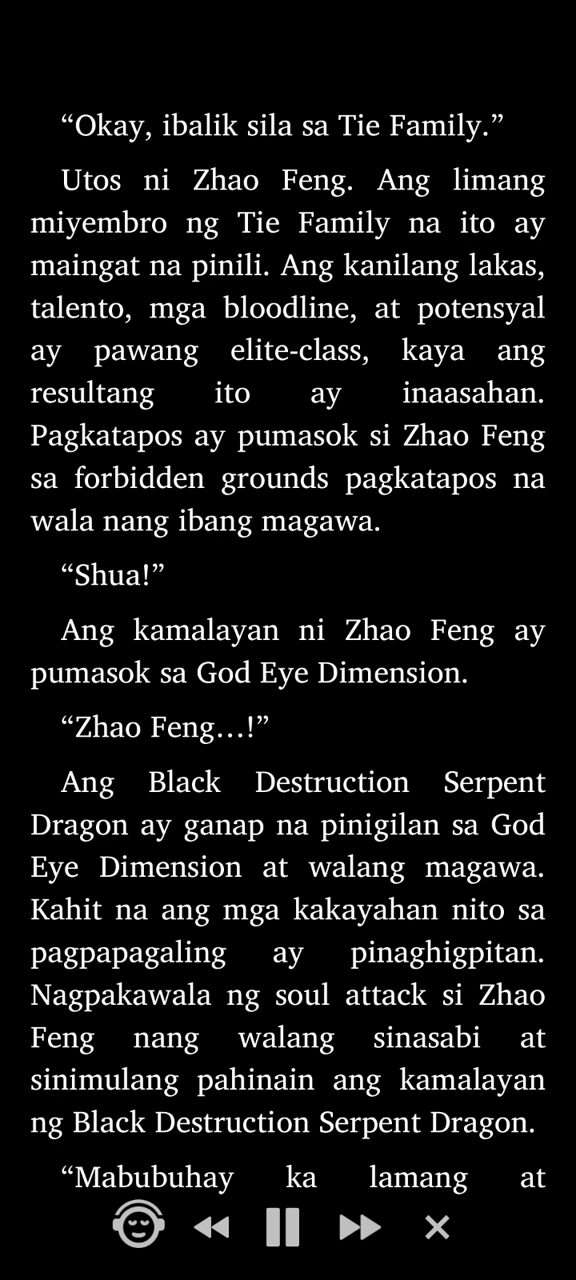 “Okay, ibalik sila sa Tie Family.”
Utos ni Zhao Feng. Ang limang
miyembro ng Tie Family na ito ay
maingat na pinili. Ang kanilang lakas,
talento, mga bloodline, at potensyal
ay pawang elite-class, kaya ang
resultang ito ay inaasahan.
Pagkatapos ay pumasok si Zhao Feng
sa forbidden grounds pagkatapos na
wala nang ibang magawa.
“Shua!”
Ang kamalayan ni Zhao Feng ay
pumasok sa God Eye Dimension.
“Zhao Feng…!”
Ang Black Destruction Serpent
Dragon ay ganap na pinigilan sa God
Eye Dimension at walang magawa.
Kahit na ang mga kakayahan nito sa
pagpapagaling ay pinaghigpitan.
Nagpakawala ng soul attack si Zhao
Feng nang walang sinasabi at
sinimulang pahinain ang kamalayan
ng Black Destruction Serpent Dragon.
“Mabubuhay ka lamang at